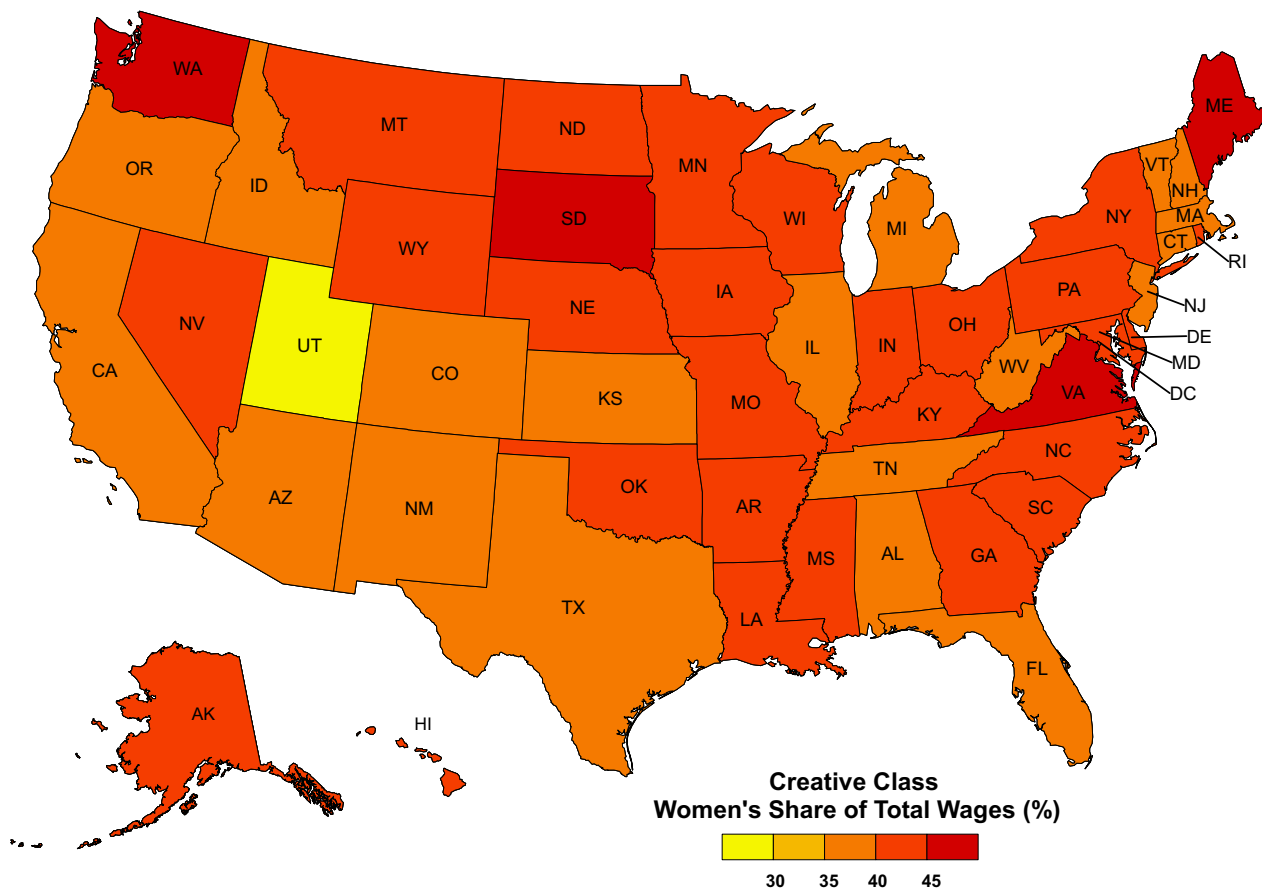 WA
ME
MT
ND
MN
VT
OR
ID
NH
SD
WI
NY
MA
MI
CT
WY
RI
IA
PA
NE
NJ
NV
OH
DE
UT
IL
IN
MD
WV
CA
CO
DC
VA
KS
MO
KY
NC
TN
OK
AZ
NM
AR
SC
AL
GA
MS
TX
LA
FL
AK
HI
Creative Class
Women's Share of Total Wages (%)
30 35 40 45